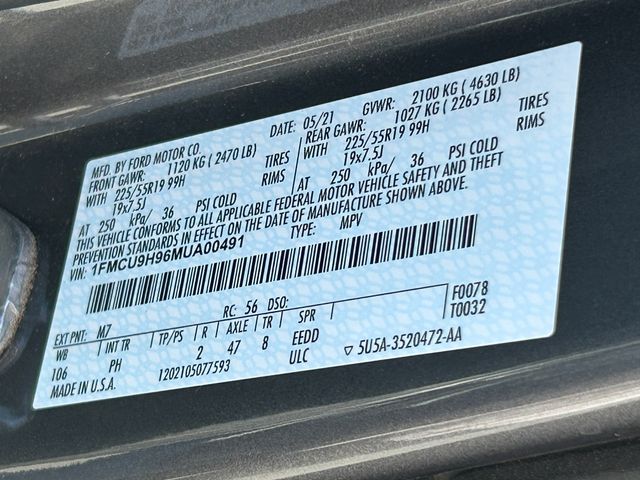 MFD. BY FORD MOTOR CO.
DATE: 05/21 GVWR: 2100 KG ( 4630 LB)
FRONT GAWR: 1120 KG ( 2470 LB)
REAR GAWR: 1027 KG ( 2265 LB)
WITH 225/55R19 99H TIRES
WITH 225/55R19 99H TIRES
19x7.5J RIMS
19x7.5J RIMS
AT 250 kPa/ 36 PSI COLD
AT 250 kPa/ 36 PSI COLD
THIS VEHICLE CONFORMS TO ALL APPLICABLE FEDERAL MOTOR VEHICLE SAFETY AND THEFT
PREVENTION STANDARDS IN EFFECT ON THE DATE OF MANUFACTURE SHOWN ABOVE.
VIN: 1FMCU9H96MUA00491
TYPE: MPV
EXT PNT: M7 RC: 56 DSO:
F0078
T0032
WB INT TR TP/PS R AXLE TR SPR
106 PH 2 47 8 EEDD
MADE IN U.S.A. 1202105077593 ULC ▽ 5U5A-3520472-AA